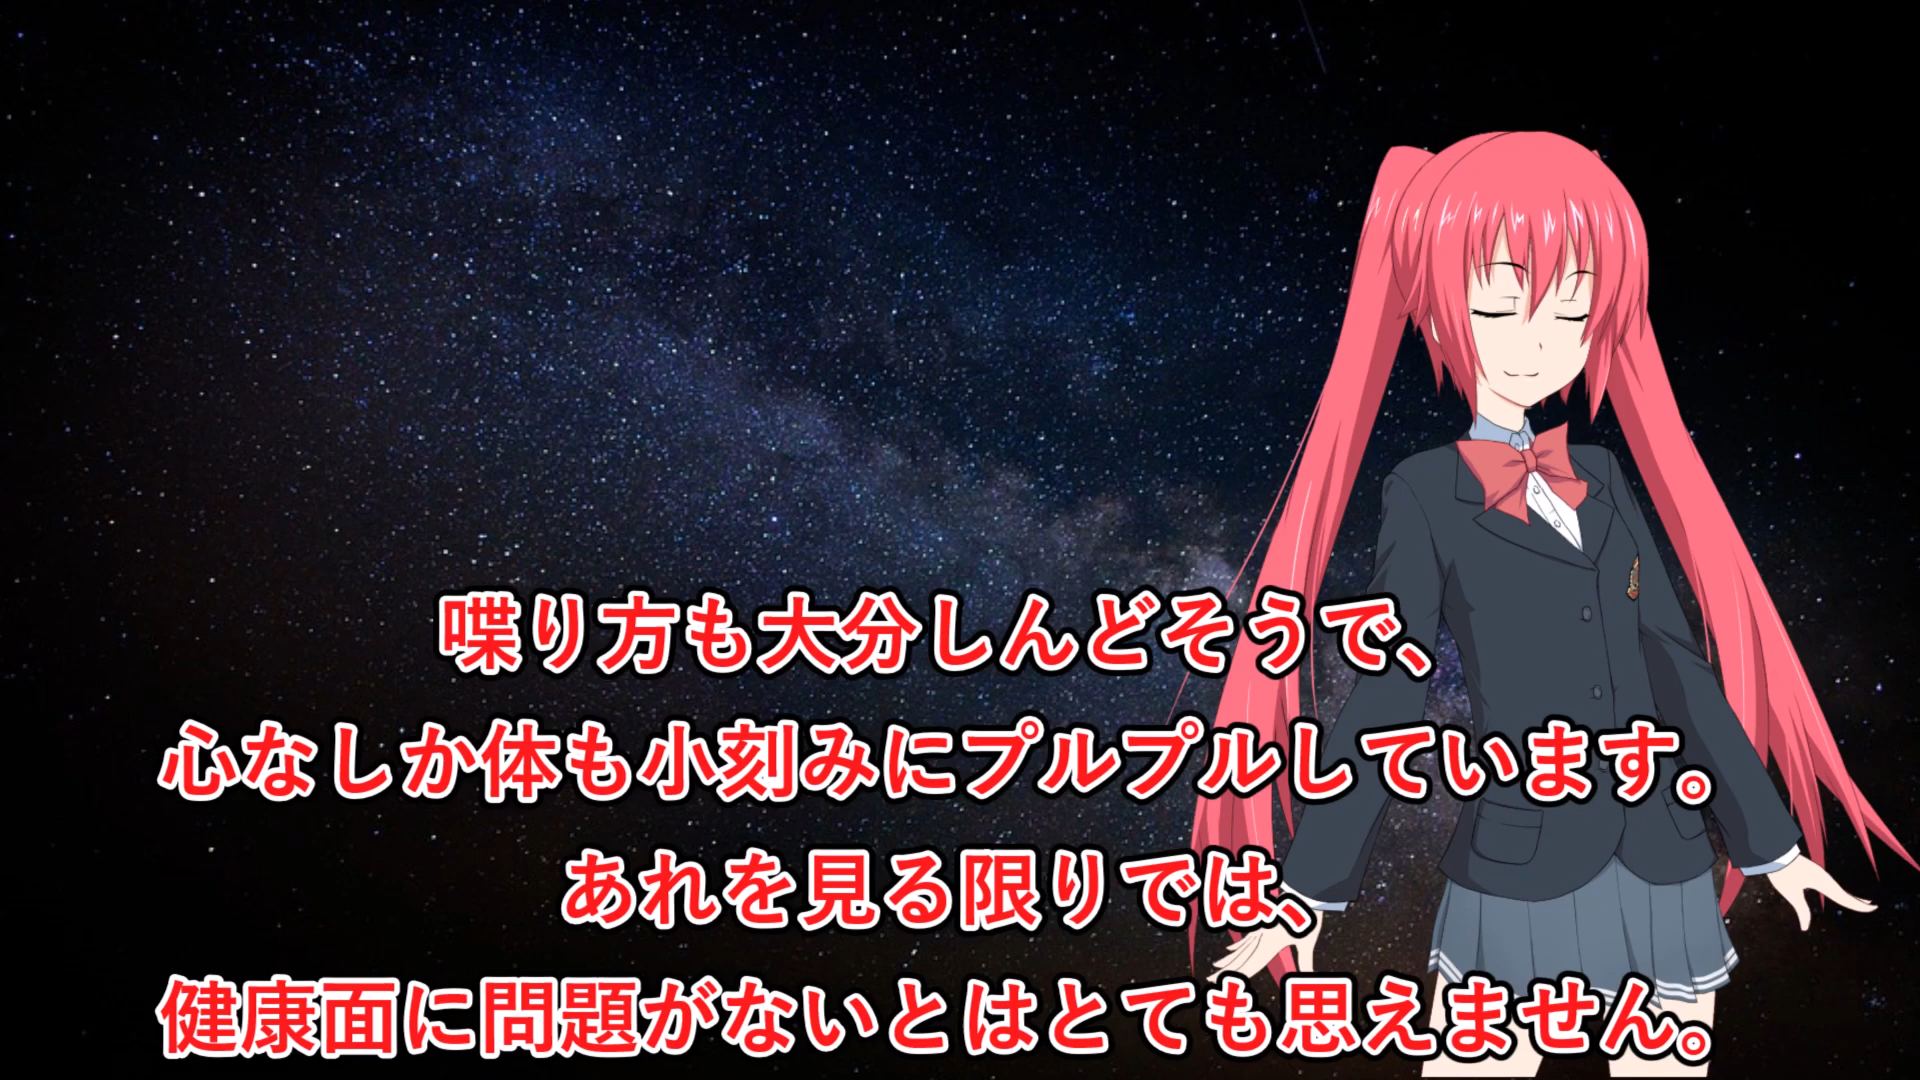 喋り方も大分しんどそうで、
心なしか体も小刻みにプルプルしています。
あれを見る限りでは、
健康面に問題がないとはとても思えません。